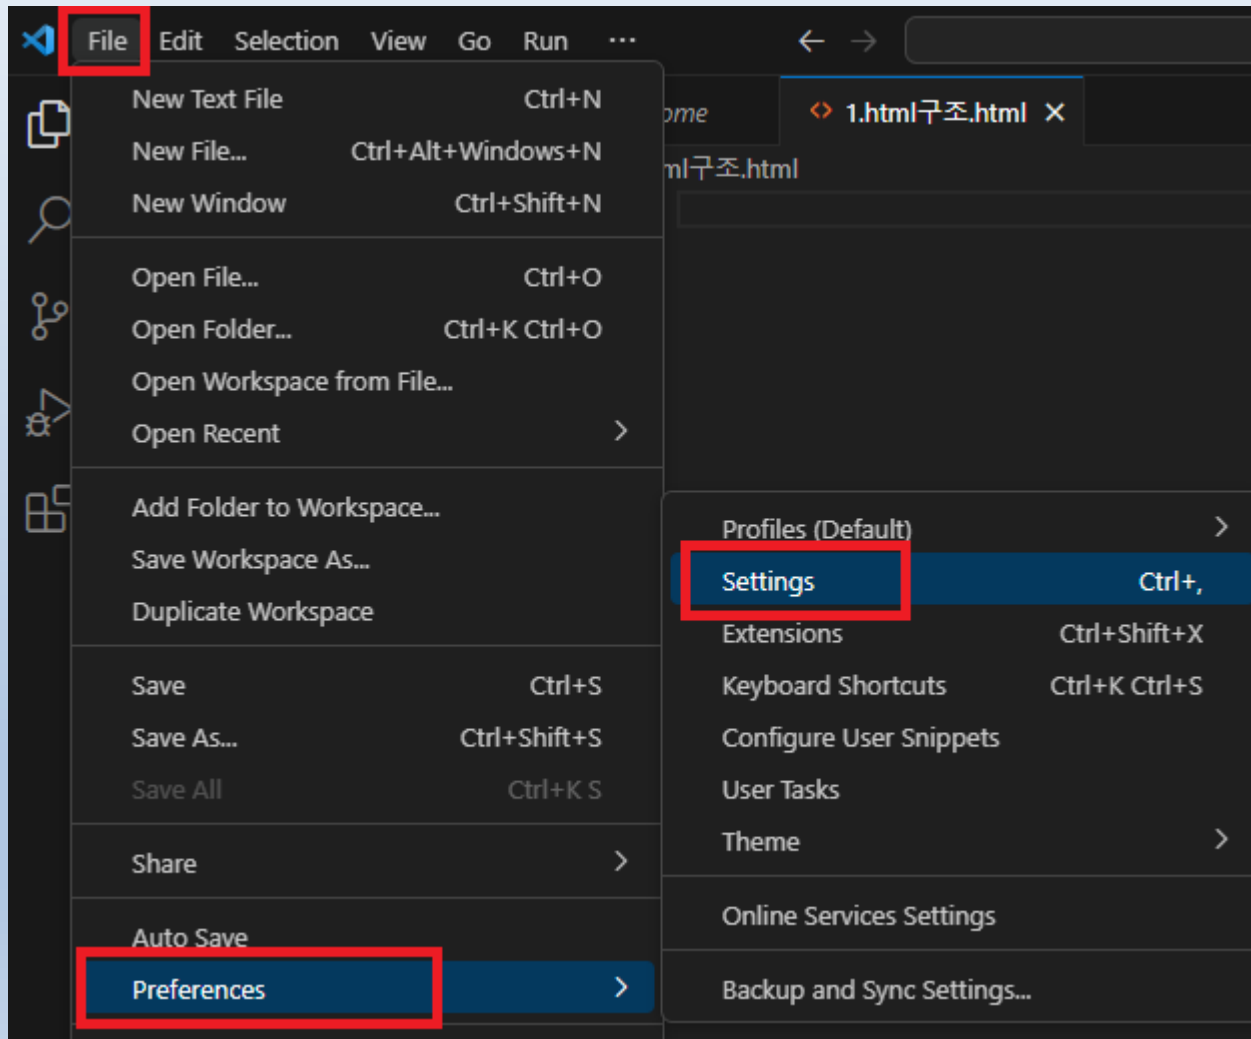 File Edit Selection View Go Run ···
New Text File Ctrl+N
New File... Ctrl+Alt+Windows+N
New Window Ctrl+Shift+N
Open File... Ctrl+O
Open Folder... Ctrl+K Ctrl+O
Open Workspace from File...
Open Recent
Add Folder to Workspace...
Save Workspace As...
Duplicate Workspace
Save Ctrl+S
Save As... Ctrl+Shift+S
Save All Ctrl+K S
Share
Auto Save
Preferences
ome
1.html구조.html
ml구조.html
Profiles (Default)
Settings Ctrl+,
Extensions Ctrl+Shift+X
Keyboard Shortcuts Ctrl+K Ctrl+S
Configure User Snippets
User Tasks
Theme
Online Services Settings
Backup and Sync Settings...